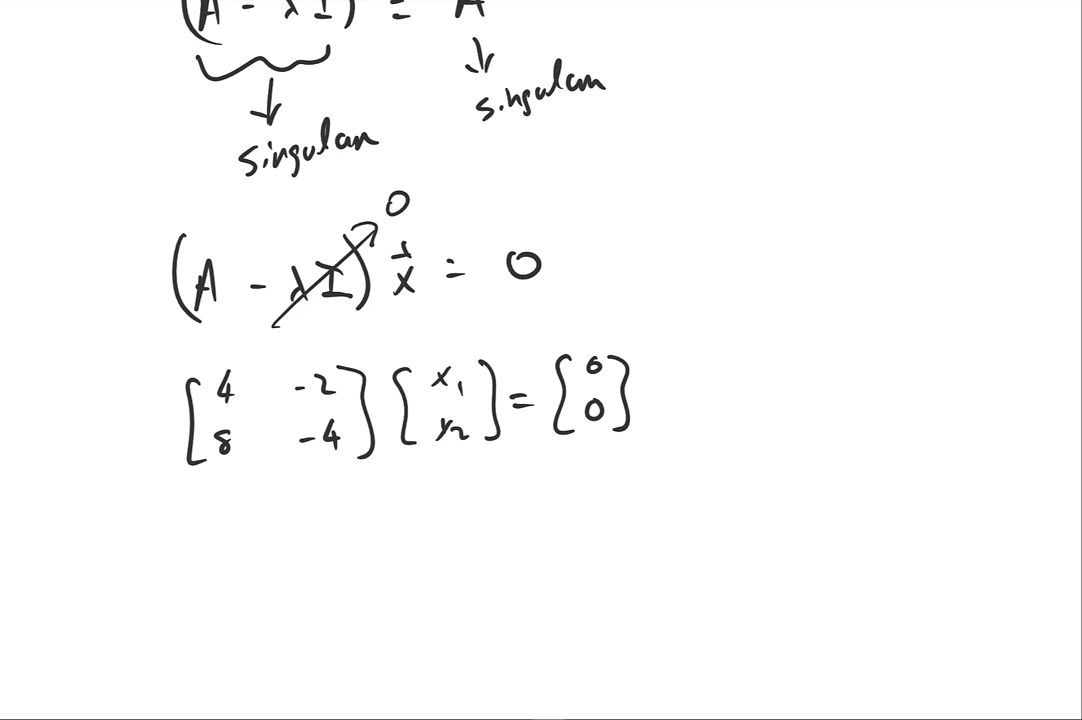 (A - λI) = A
singular singular
0
(A - λI) x = 0
[4 -2] [x₁] = [0]
[8 -4] [x₂] [0]